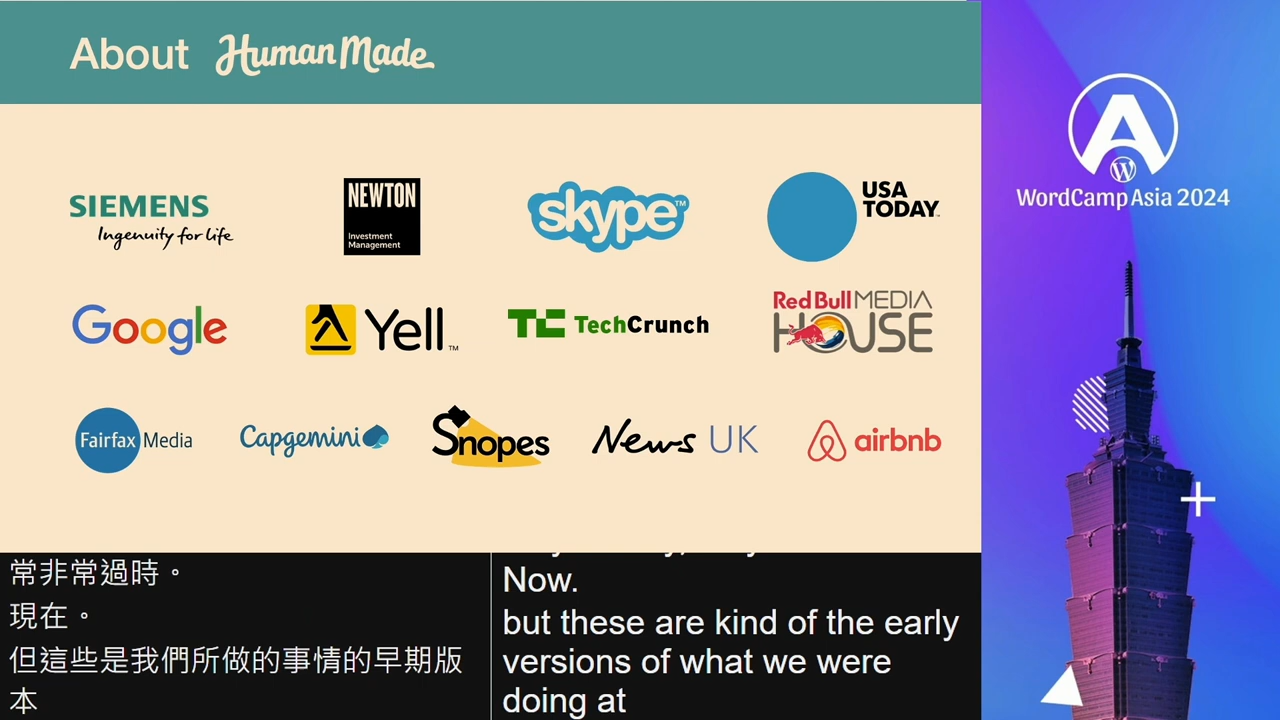 About Human Made
SIEMENS
Ingenuity for life
NEWTON
Investment
Management
skype™
USA
TODAY
Google
Yell™
TechCrunch
Red Bull MEDIA
HOUSE
Fairfax Media
Capgemini
Snopes
News UK
airbnb
常非常過時。
現在。
但這些是我們所做的事情的早期版
本
Now.
but these are kind of the early
versions of what we were
doing at
WordCamp Asia 2024